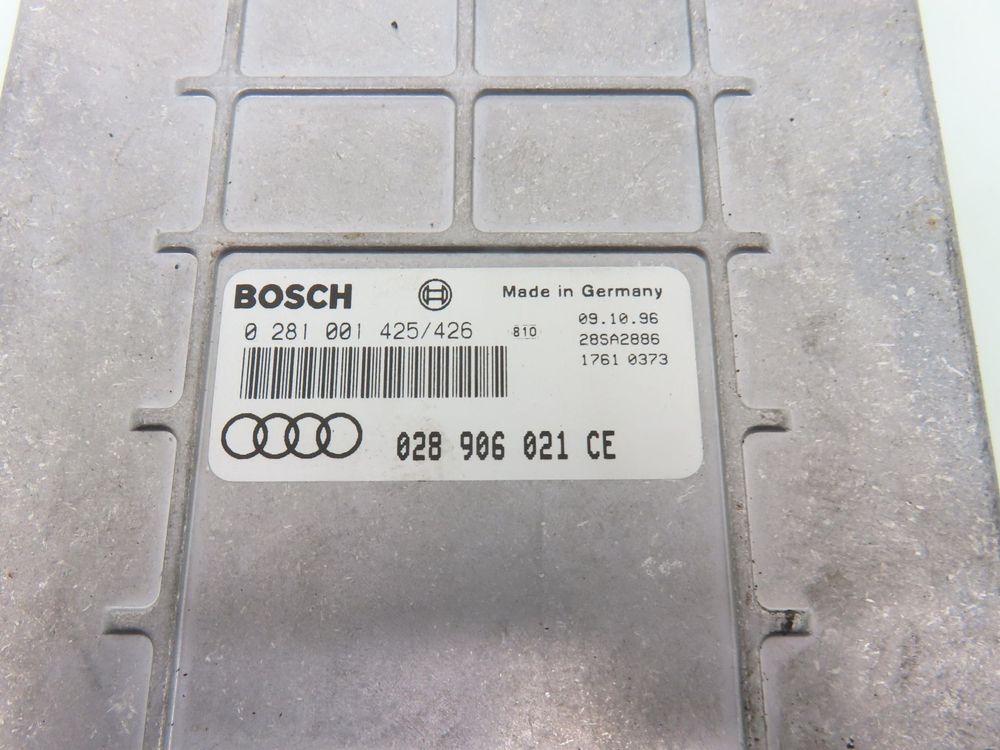 BOSCH
Made in Germany
0 281 001 425/426
810
09.10.96
28SA2886
1761 0373
028 906 021 CE